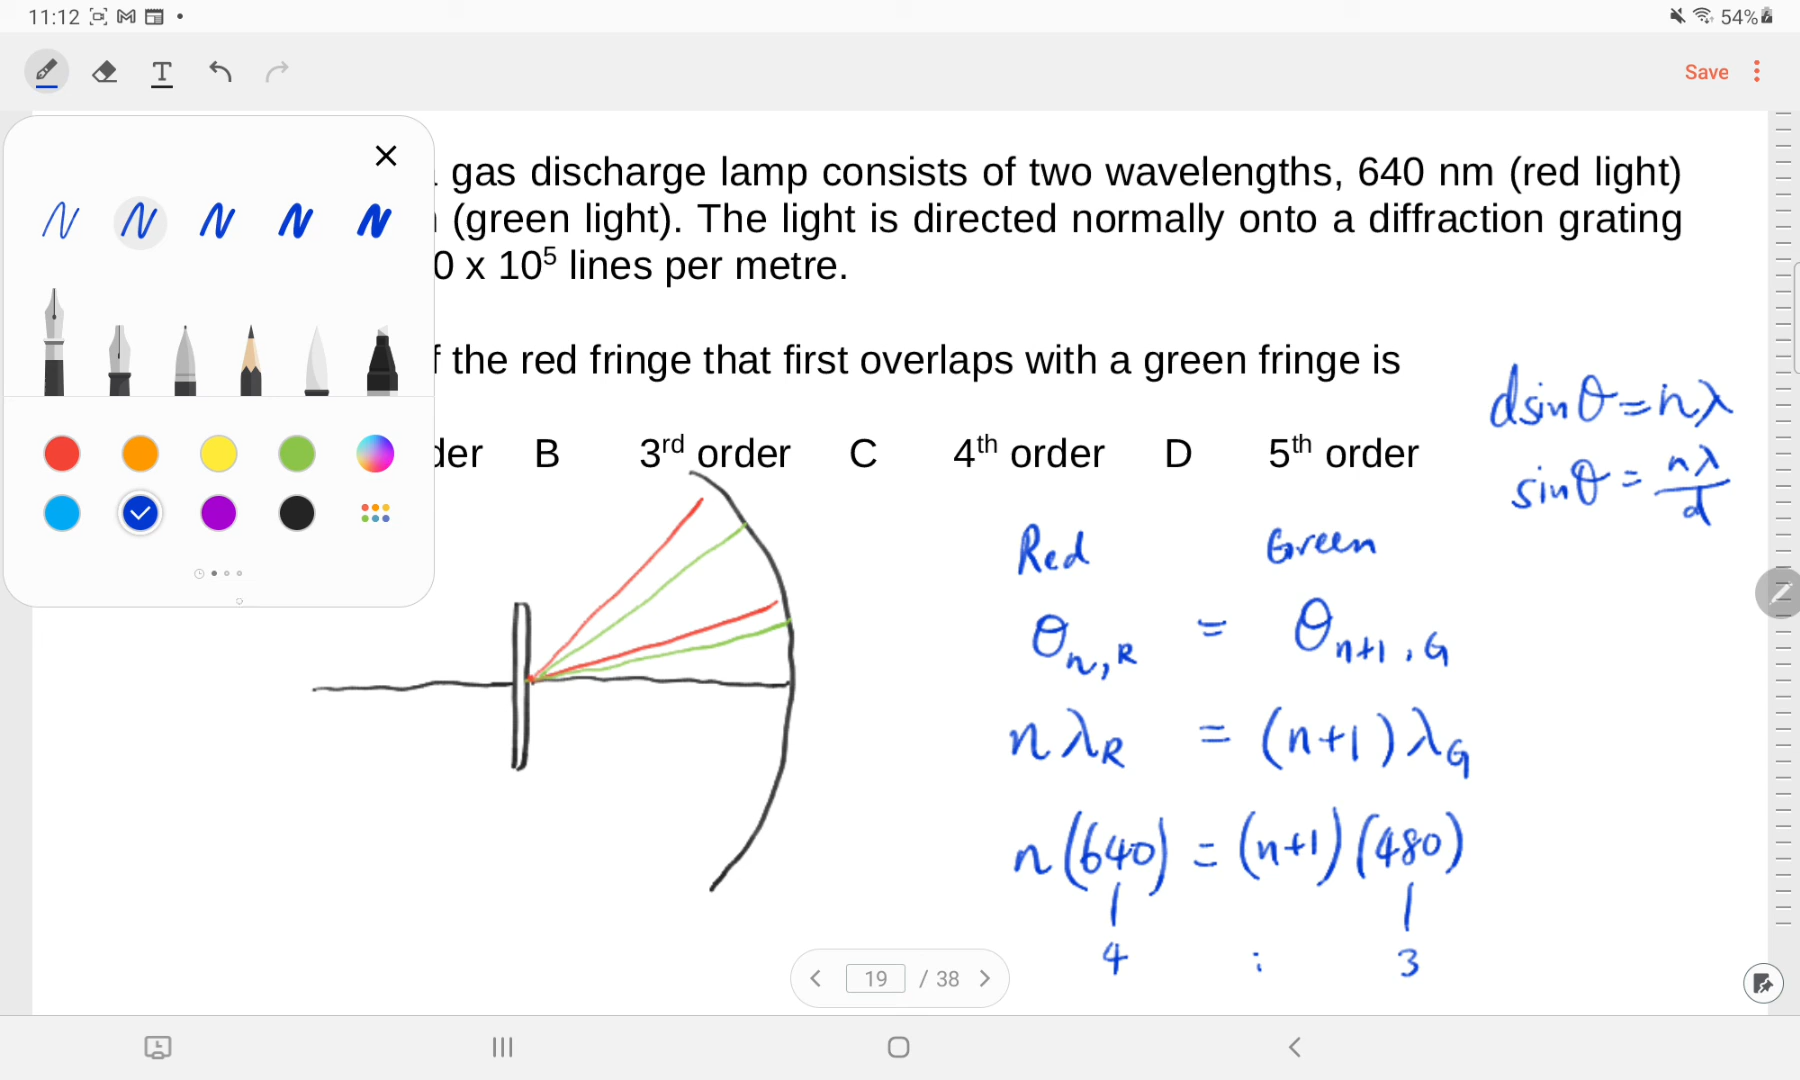 11:12
54%
Save
gas discharge lamp consists of two wavelengths, 640 nm (red light)
(green light). The light is directed normally onto a diffraction grating
0 x 10⁵ lines per metre.
f the red fringe that first overlaps with a green fringe is
der B 3ʳᵈ order C 4ᵗʰ order D 5ᵗʰ order
dsinθ=nλ
sinθ = nλ/d
Red Green
θn,R = θn+1,G
nλR = (n+1)λG
n(640) = (n+1)(480)
4 : 3
19 / 38